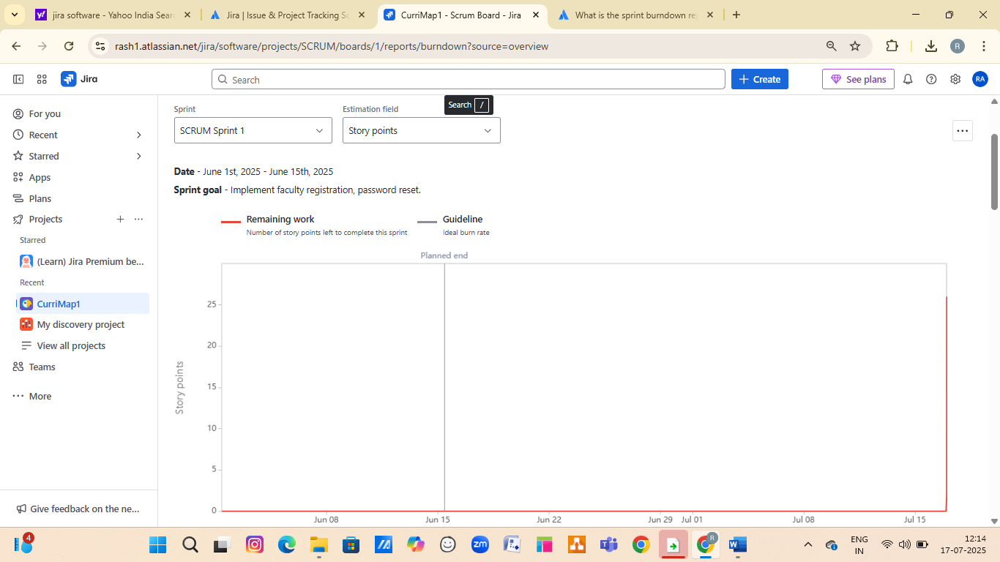 jira software - Yahoo India Sear
Jira | Issue & Project Tracking So
CurriMap1 - Scrum Board - Jira
What is the sprint burndown re
rash1.atlassian.net/jira/software/projects/SCRUM/boards/1/reports/burndown?source=overview
R
Jira
Search
Create
See plans
RA
Search /
For you
Recent
Starred
Apps
Plans
Projects
Starred
(Learn) Jira Premium be...
Recent
CurriMap1
My discovery project
View all projects
Teams
More
Give feedback on the ne...
Sprint
Estimation field
SCRUM Sprint 1
Story points
Date - June 1st, 2025 - June 15th, 2025
Sprint goal - Implement faculty registration, password reset.
Remaining work
Number of story points left to complete this sprint
Guideline
Ideal burn rate
Planned end
Story points
25
20
15
10
5
0
Jun 08
Jun 15
Jun 22
Jun 29
Jul 01
Jul 08
Jul 15
4
zm
R
ENG
IN
12:14
17-07-2025